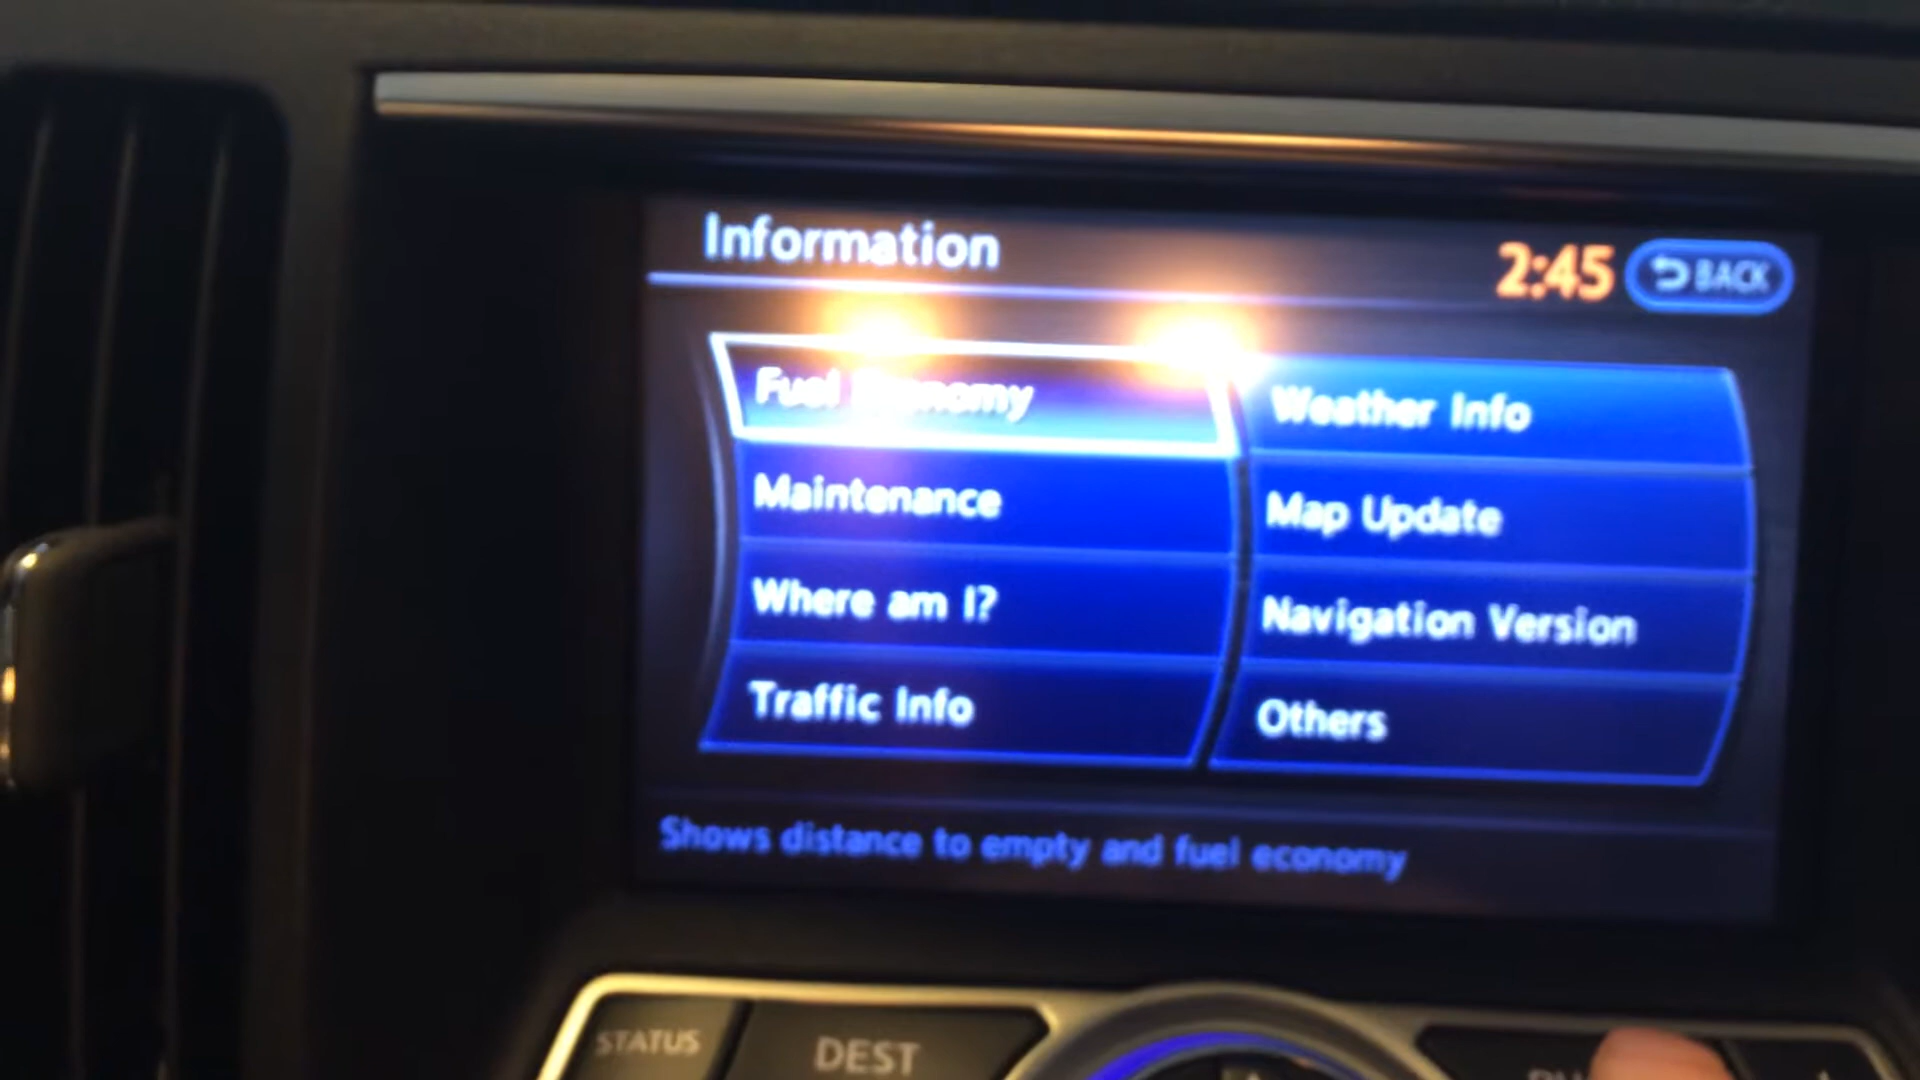 Information
2:45 BACK
Fuel Economy
Weather Info
Maintenance
Map Update
Where am I?
Navigation Version
Traffic Info
Others
Shows distance to empty and fuel economy
STATUS
DEST